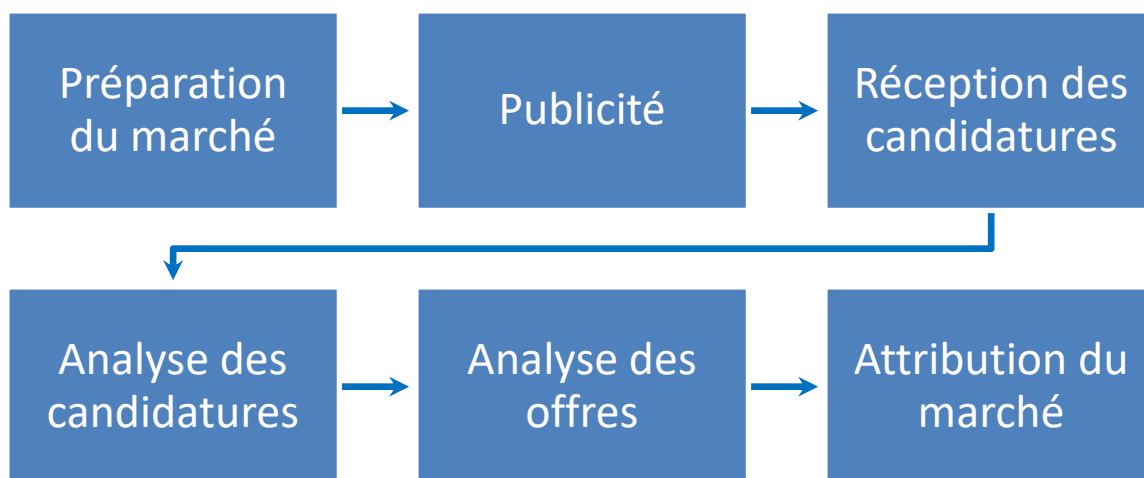 Préparation
du marché
Publicité
Réception des
candidatures
Analyse des
candidatures
Analyse des
offres
Attribution du
marché